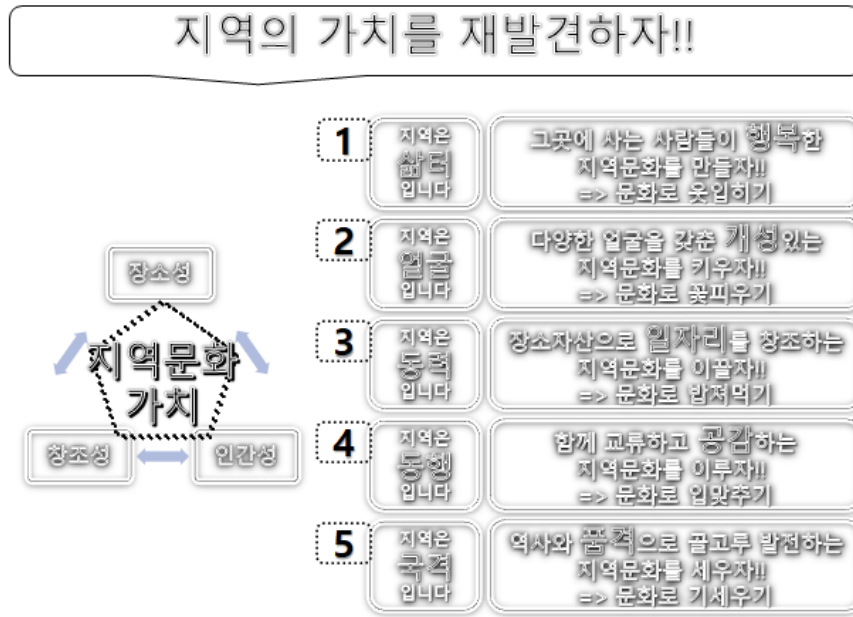 지역의 가치를 재발견하자!!
장소성
지역문화
가치
창조성
인간성
1
지역은
삶터
입니다
그곳에 사는 사람들이 행복한
지역문화를 만들자!!
=> 문화로 옷입히기
2
지역은
얼굴
입니다
다양한 얼굴을 갖춘 개성있는
지역문화를 키우자!!
=> 문화로 꽃피우기
3
지역은
동력
입니다
장소자산으로 일자리를 창조하는
지역문화를 이끌자!!
=> 문화로 밥져먹기
4
지역은
동행
입니다
함께 교류하고 공감하는
지역문화를 이루자!!
=> 문화로 입맞추기
5
지역은
국격
입니다
역사와 품격으로 골고루 발전하는
지역문화를 세우자!!
=> 문화로 기세우기